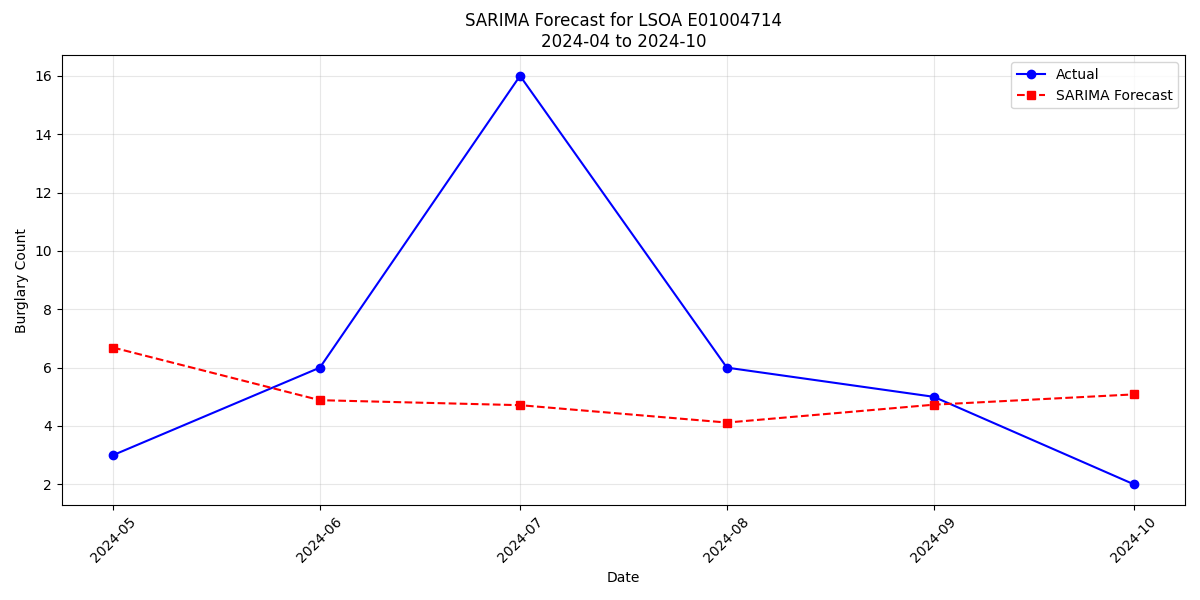 SARIMA Forecast for LSOA E01004714
2024-04 to 2024-10
Actual
SARIMA Forecast
16
14
12
10
8
6
4
2
Burglary Count
2024-05
2024-06
2024-07
2024-08
2024-09
2024-10
Date